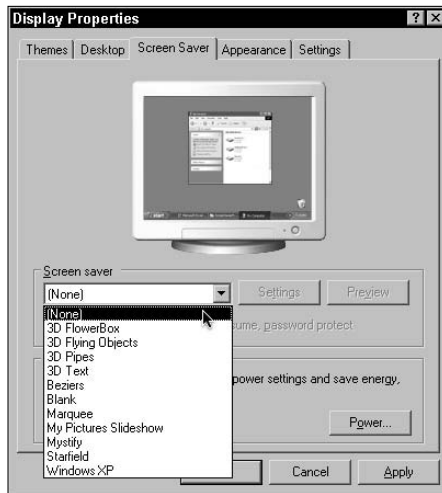 Display Properties
Themes Desktop Screen Saver Appearance Settings
Screen saver
(None) Settings Preview
(None)
sume, password protect
3D FlowerBox
3D Flying Objects
3D Pipes
3D Text
power settings and save energy,
Beziers
Blank
Marquee
My Pictures Slideshow
Power...
Mystify
Starfield
Windows XP
Cancel Apply